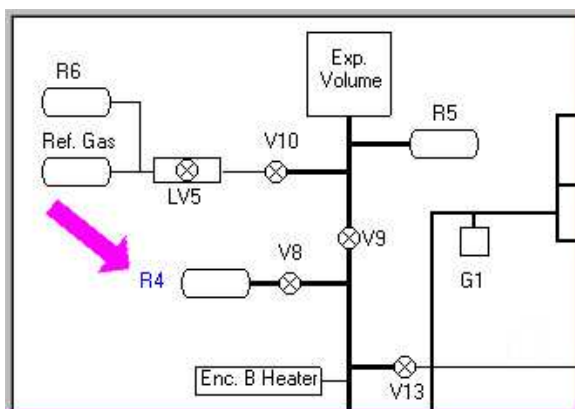 Exp.
Volume
R6
R5
Ref. Gas
V10
LV5
V9
V8
R4
G1
Enc. B Heater
V13